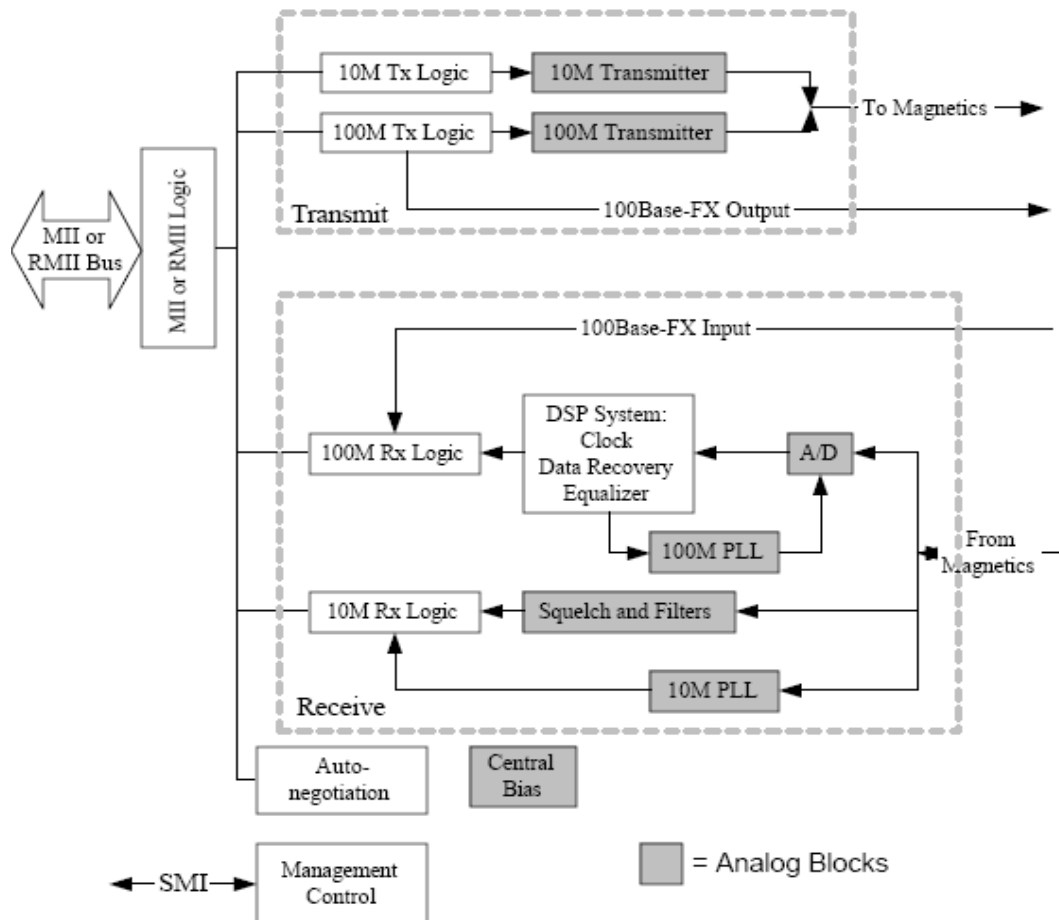 10M Tx Logic
10M Transmitter
To Magnetics
100M Tx Logic
100M Transmitter
Transmit
100Base-FX Output
MII or
RMII Bus
MII or RMII Logic
100Base-FX Input
100M Rx Logic
DSP System:
Clock
Data Recovery
Equalizer
A/D
100M PLL
From
Magnetics
10M Rx Logic
Squelch and Filters
10M PLL
Receive
Auto-
negotiation
Central
Bias
SMI
Management
Control
= Analog Blocks